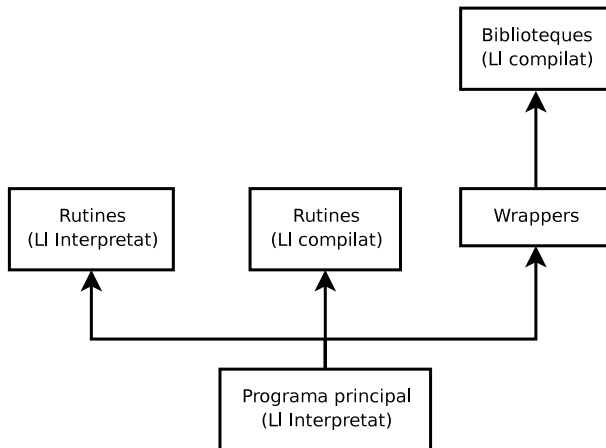 Biblioteques
(Ll compilat)
Rutines
(Ll Interpretat)
Rutines
(Ll compilat)
Wrappers
Programa principal
(Ll Interpretat)